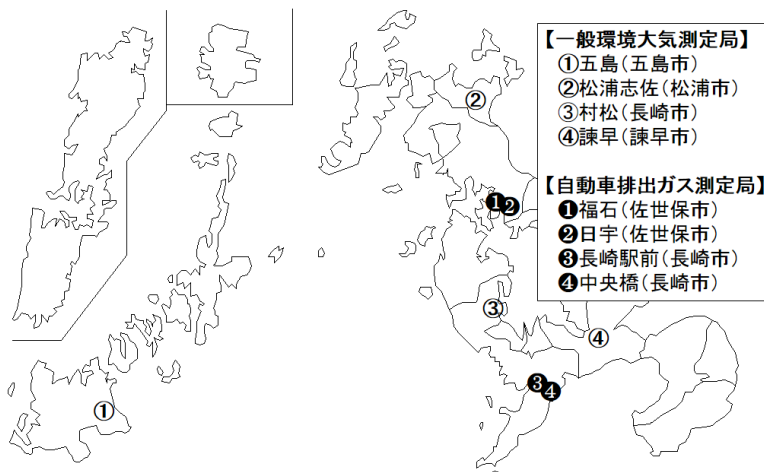 【一般環境大気測定局】
①五島(五島市)
②松浦志佐(松浦市)
③村松(長崎市)
④諫早(諫早市)
【自動車排出ガス測定局】
❶福石(佐世保市)
❷日宇(佐世保市)
❸長崎駅前(長崎市)
❹中央橋(長崎市)
②
❶❷
③
④
❸❹
①